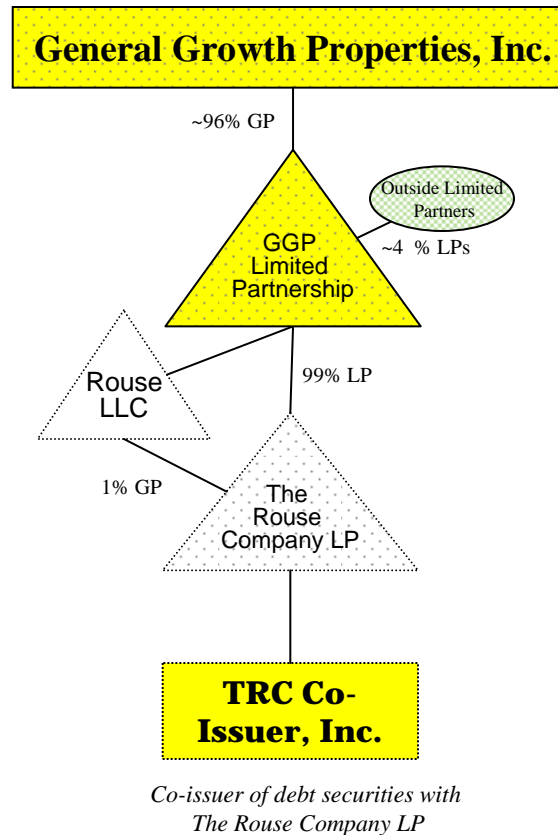 General Growth Properties, Inc.
~96% GP
Outside Limited
Partners
~4 % LPs
GGP
Limited
Partnership
Rouse
LLC
99% LP
1% GP
The
Rouse
Company LP
TRC Co-
Issuer, Inc.
Co-issuer of debt securities with
The Rouse Company LP